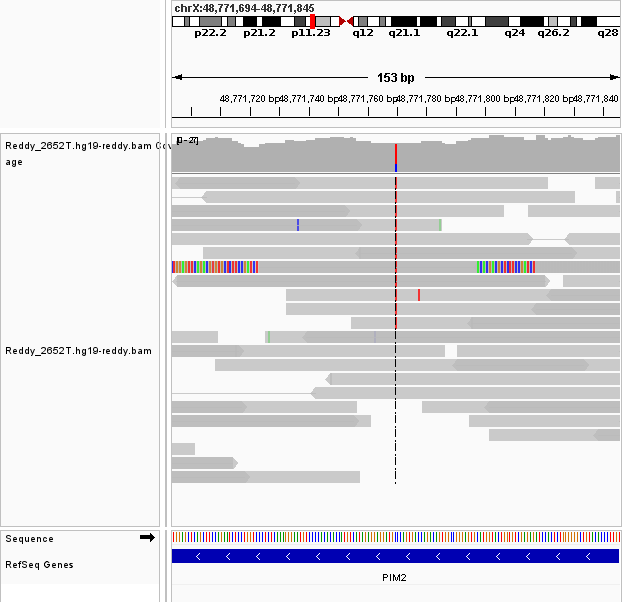 chrX:48,771,694-48,771,845
p22.2 p21.2 p11.23 q12 q21.1 q22.1 q24 q26.2 q28
153 bp
48,771,720 bp 48,771,740 bp 48,771,760 bp 48,771,780 bp 48,771,800 bp 48,771,820 bp 48,771,840
[0 - 27]
Reddy_2652T.hg19-reddy.bam Cov
age
Reddy_2652T.hg19-reddy.bam
Sequence
RefSeq Genes
PIM2